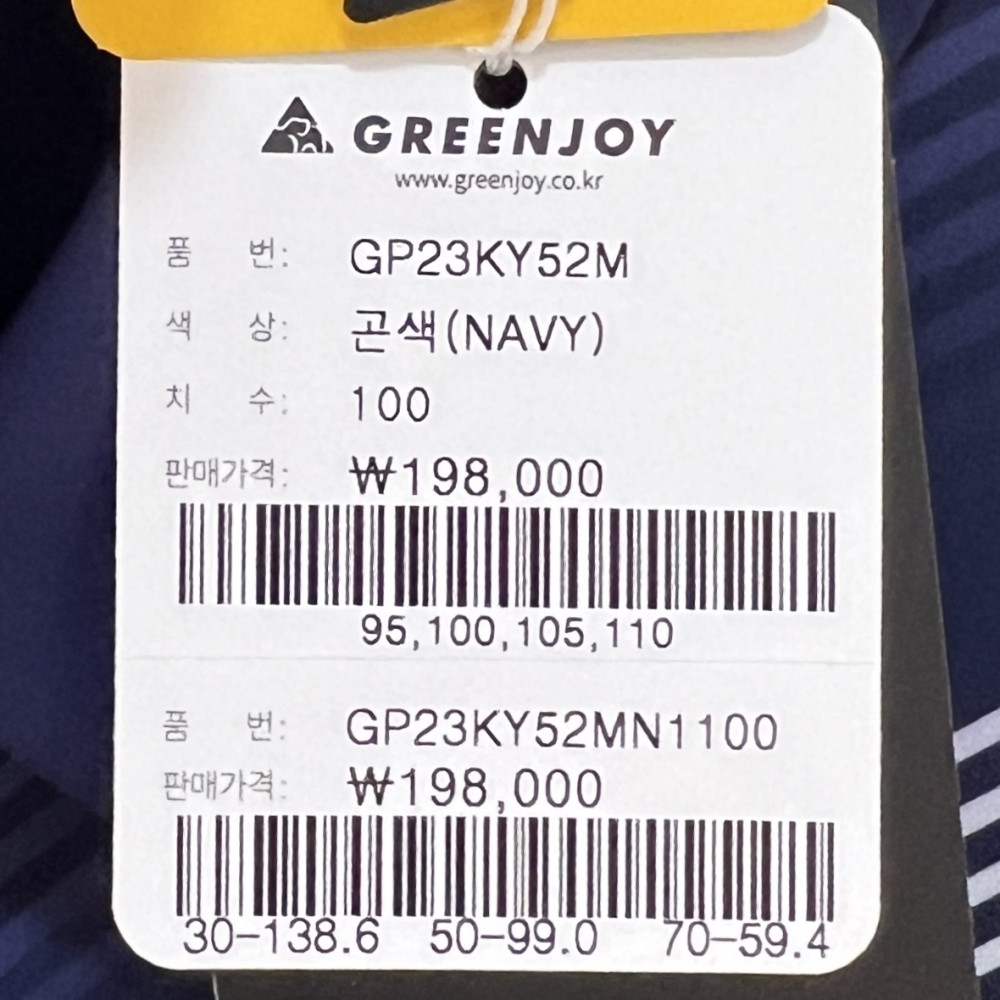 GREENJOY
www.greenjoy.co.kr
품 번: GP23KY52M
색 상: 곤색(NAVY)
치 수: 100
판매가격: ₩198,000
95,100,105,110
품 번: GP23KY52MN1100
판매가격: ₩198,000
30-138.6 50-99.0 70-59.4